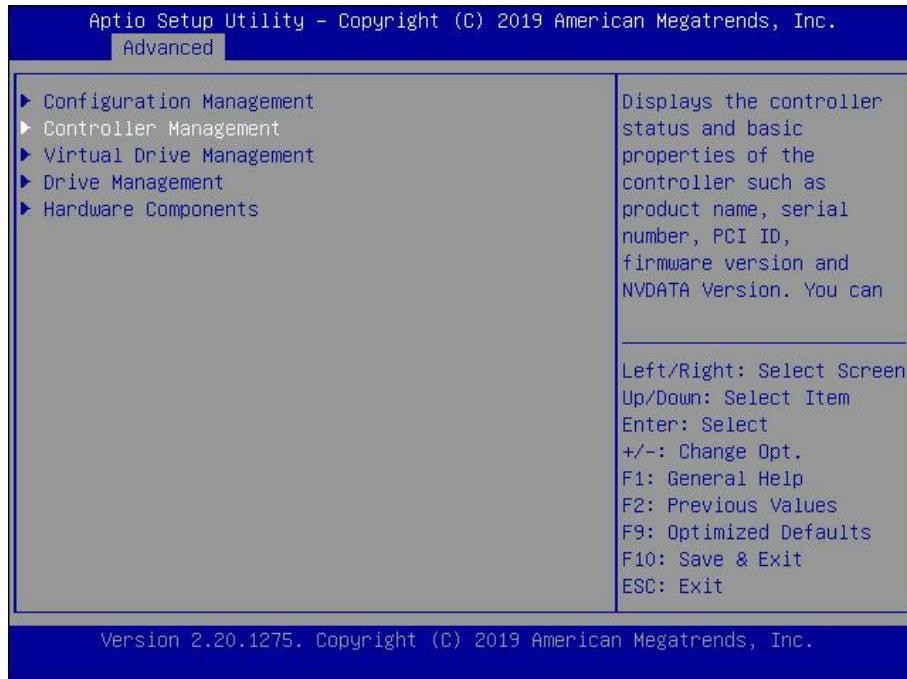 Aptio Setup Utility – Copyright (C) 2019 American Megatrends, Inc.
Advanced
Configuration Management
Controller Management
Virtual Drive Management
Drive Management
Hardware Components
Displays the controller
status and basic
properties of the
controller such as
product name, serial
number, PCI ID,
firmware version and
NVDATA Version. You can
Left/Right: Select Screen
Up/Down: Select Item
Enter: Select
+/-: Change Opt.
F1: General Help
F2: Previous Values
F9: Optimized Defaults
F10: Save & Exit
ESC: Exit
Version 2.20.1275. Copyright (C) 2019 American Megatrends, Inc.